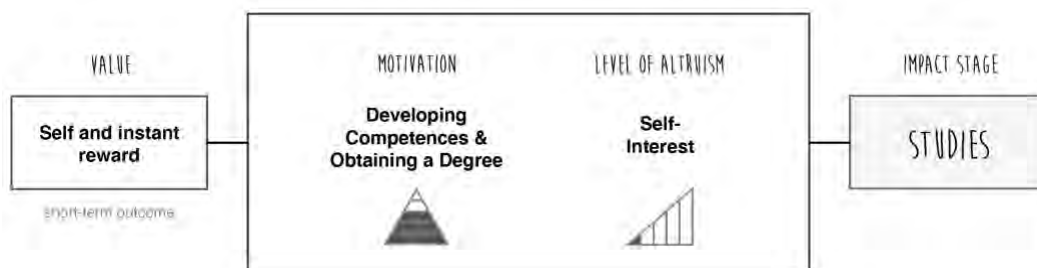 VALUE
MOTIVATION
LEVEL OF ALTRUISM
IMPACT STAGE
Self and instant
reward
Developing
Competences &
Obtaining a Degree
Self-
Interest
STUDIES
short-term outcome